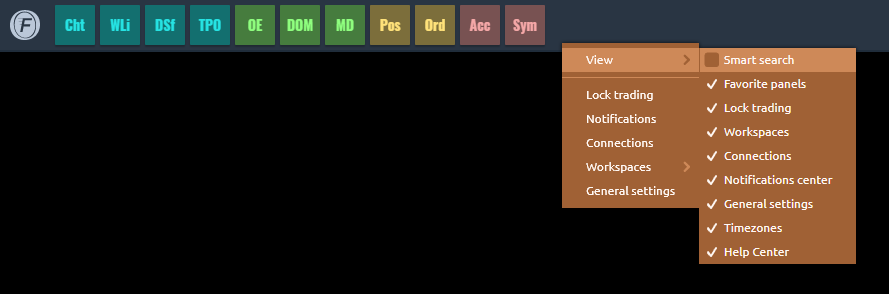 F Cht WLi DSf TPO OE DOM MD Pos Ord Acc Sym
View
Lock trading
Notifications
Connections
Workspaces
General settings
Smart search
Favorite panels
Lock trading
Workspaces
Connections
Notifications center
General settings
Timezones
Help Center